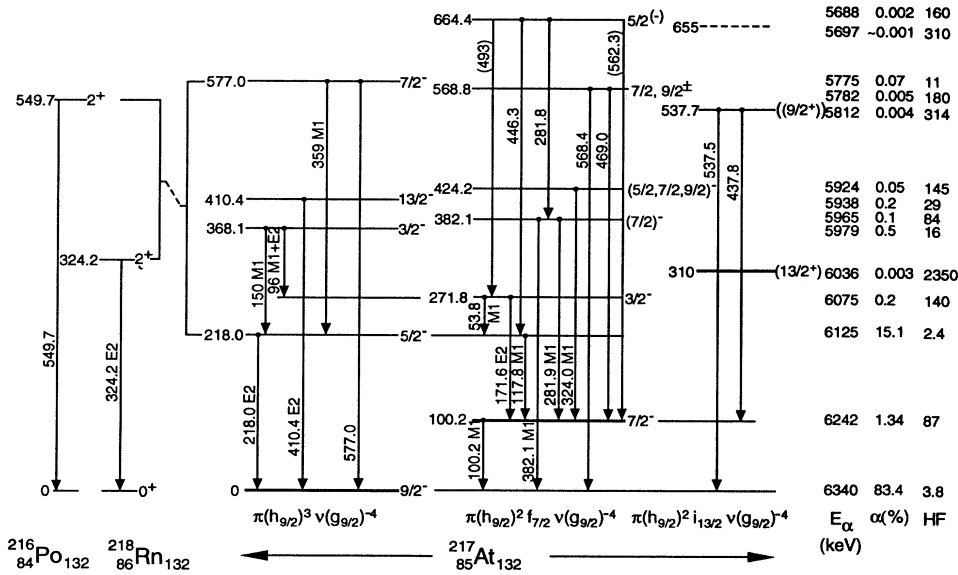 664.4 5/2(-) 5688 0.002 160
655 5697 ~0.001 310
(493) (562.3)
577.0 7/2- 5775 0.07 11
549.7 2+ 568.8 7/2, 9/2± 5782 0.005 180
537.7 ((9/2+)) 5812 0.004 314
359 M1 446.3 281.8 568.4 469.0 537.5 437.8
424.2 (5/2,7/2,9/2)- 5924 0.05 145
410.4 13/2- 5938 0.2 29
382.1 (7/2)- 5965 0.1 84
368.1 3/2- 5979 0.5 16
324.2 2+ 310 (13/2+) 6036 0.003 2350
150 M1 96 M1+E2
271.8 3/2- 6075 0.2 140
53.8 M1
218.0 5/2- 6125 15.1 2.4
549.7 324.2 E2 171.6 E2 117.8 M1 281.9 M1 324.0 M1
100.2 7/2- 6242 1.34 87
218.0 E2 410.4 E2 577.0 100.2 M1 382.1 M1
0 0+ 0 9/2- 6340 83.4 3.8
π(h9/2)3 ν(g9/2)-4 π(h9/2)2 f7/2 ν(g9/2)-4 π(h9/2)2 i13/2 ν(g9/2)-4 Eα α(%) HF
(keV)
216 84 Po 132 218 86 Rn 132 217 85 At 132